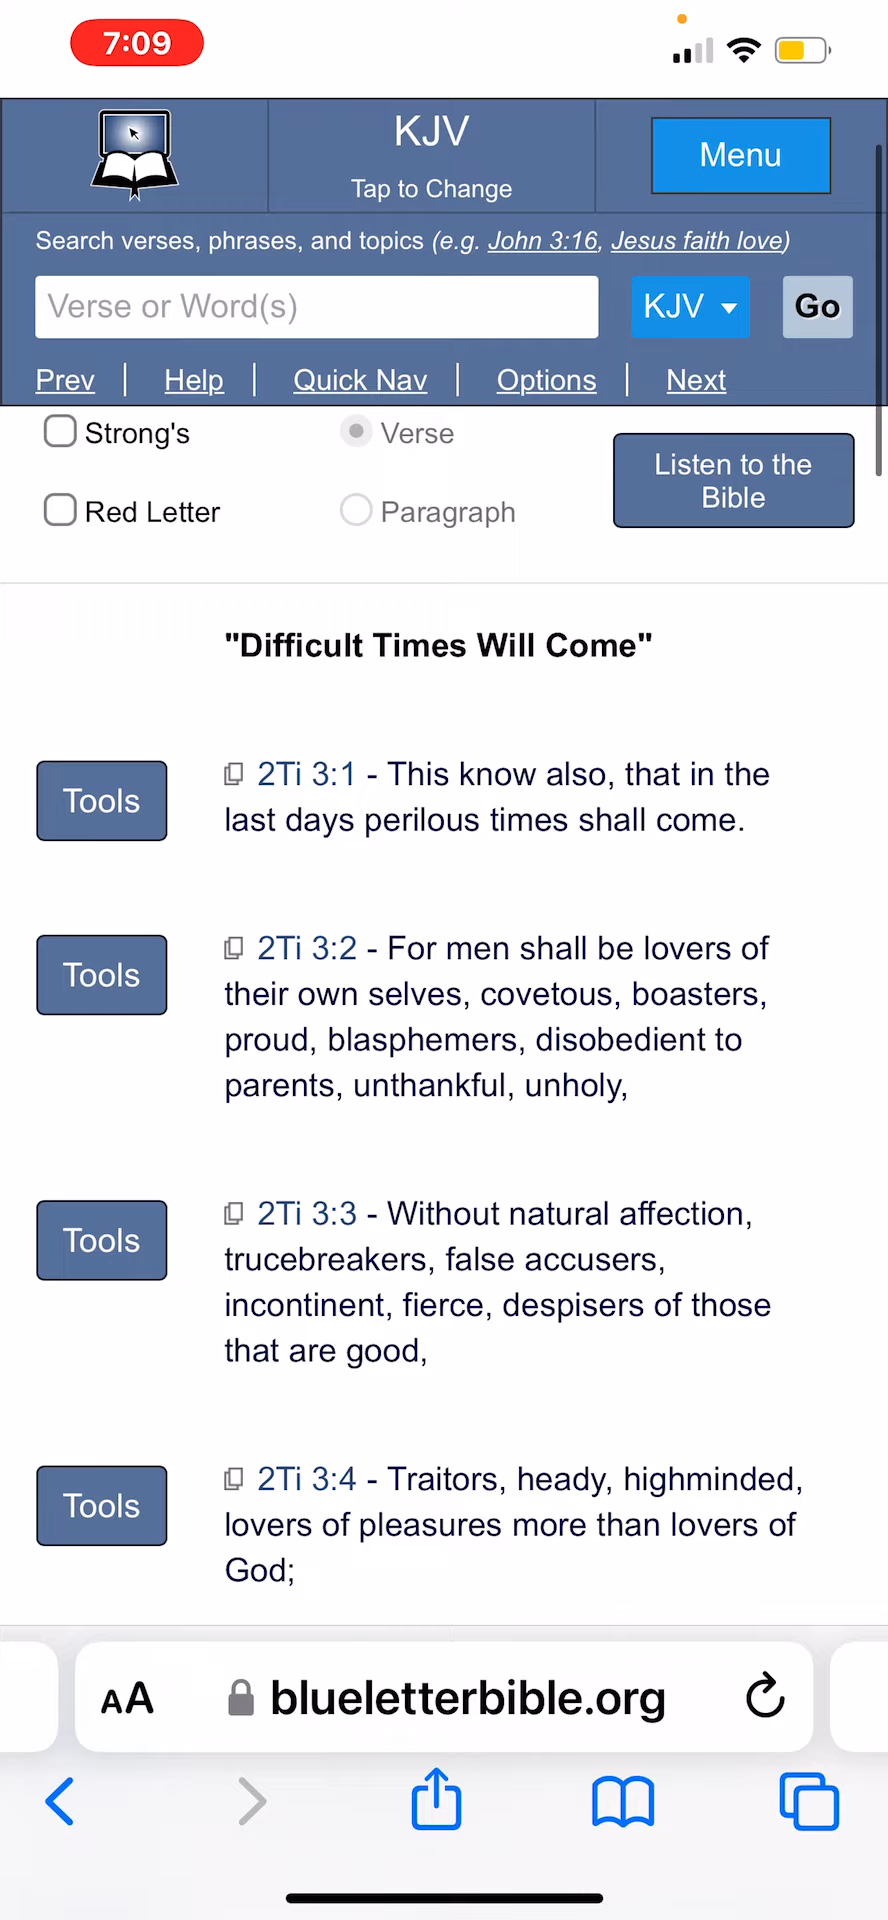 7:09
KJV
Tap to Change
Menu
Search verses, phrases, and topics (e.g. John 3:16, Jesus faith love)
Verse or Word(s)
KJV
Go
Prev | Help | Quick Nav | Options | Next
Strong's
Verse
Listen to the
Bible
Red Letter
Paragraph
"Difficult Times Will Come"
Tools
2Ti 3:1 - This know also, that in the
last days perilous times shall come.
Tools
2Ti 3:2 - For men shall be lovers of
their own selves, covetous, boasters,
proud, blasphemers, disobedient to
parents, unthankful, unholy,
Tools
2Ti 3:3 - Without natural affection,
trucebreakers, false accusers,
incontinent, fierce, despisers of those
that are good,
Tools
2Ti 3:4 - Traitors, heady, highminded,
lovers of pleasures more than lovers of
God;
AA
blueletterbible.org